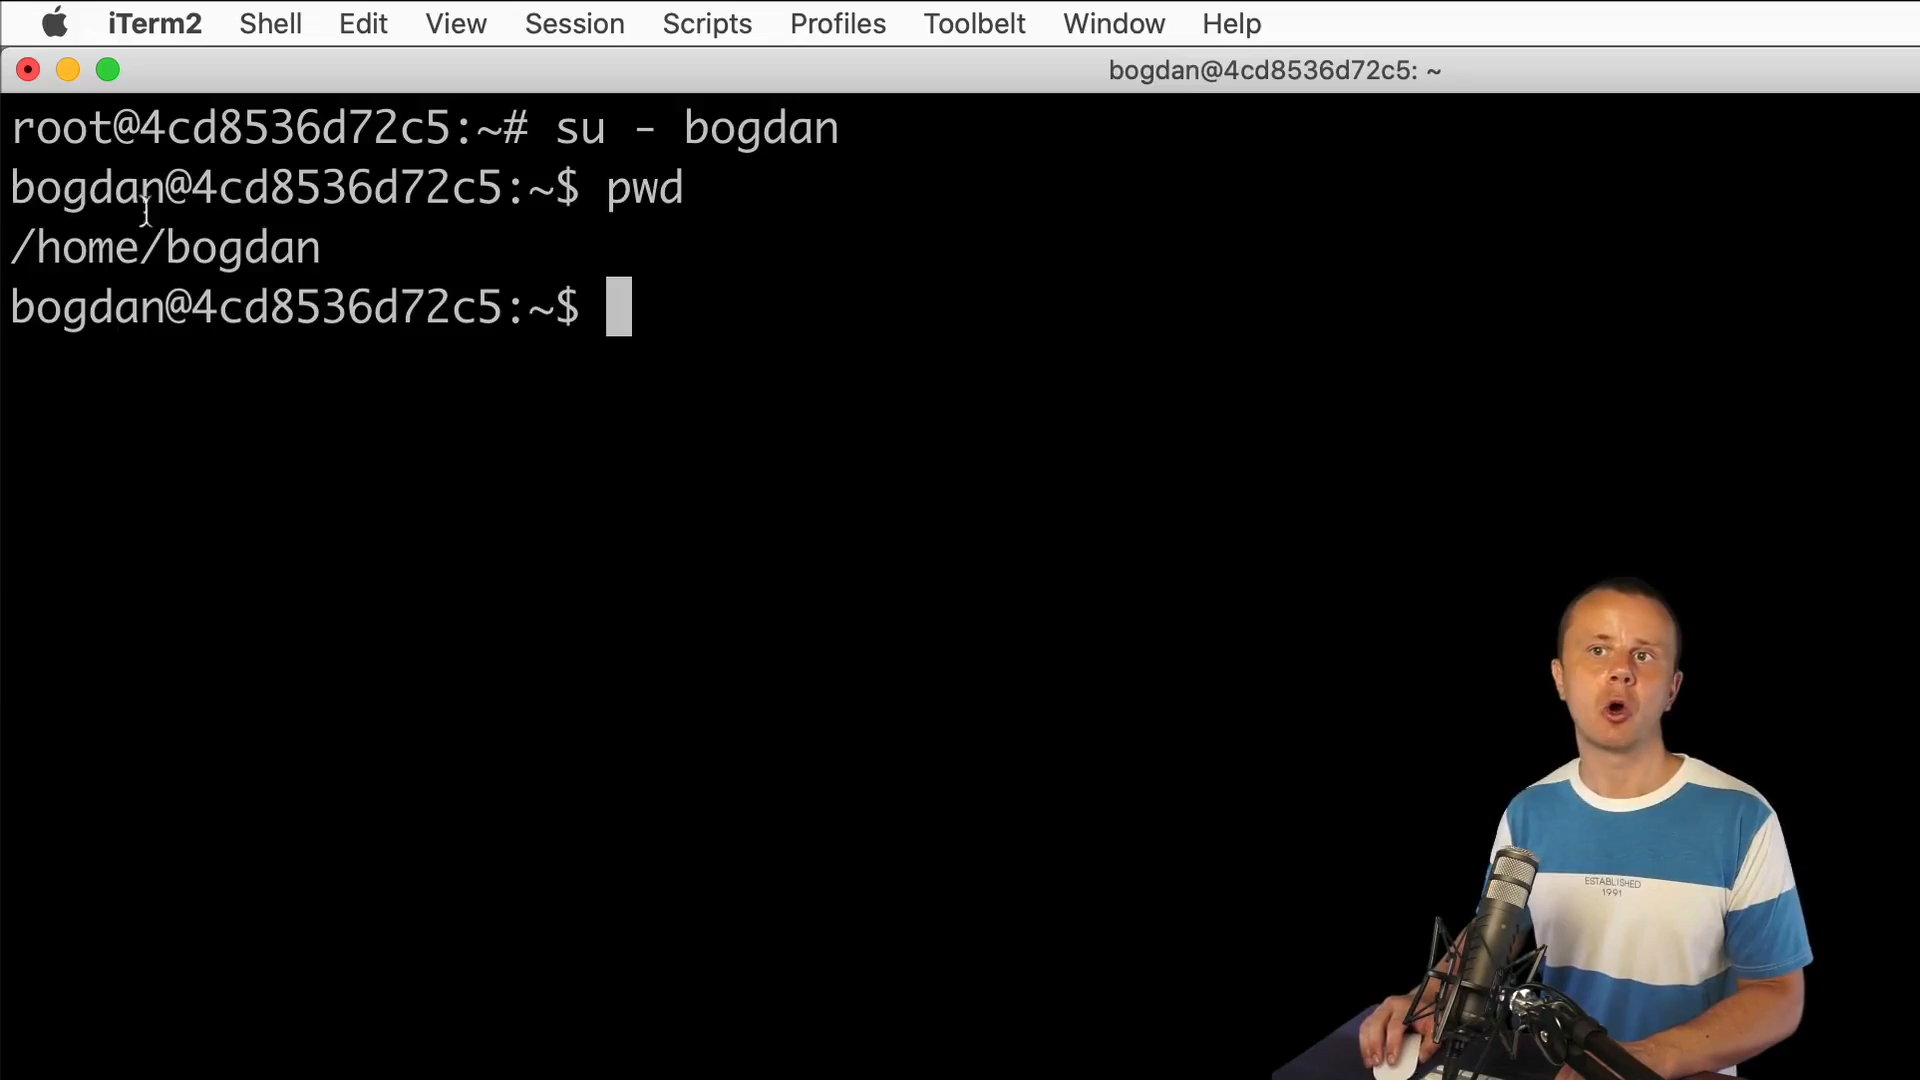 iTerm2 Shell Edit View Session Scripts Profiles Toolbelt Window Help
bogdan@4cd8536d72c5: ~
root@4cd8536d72c5:~# su - bogdan
bogdan@4cd8536d72c5:~$ pwd
/home/bogdan
bogdan@4cd8536d72c5:~$
ESTABLISHED
1991